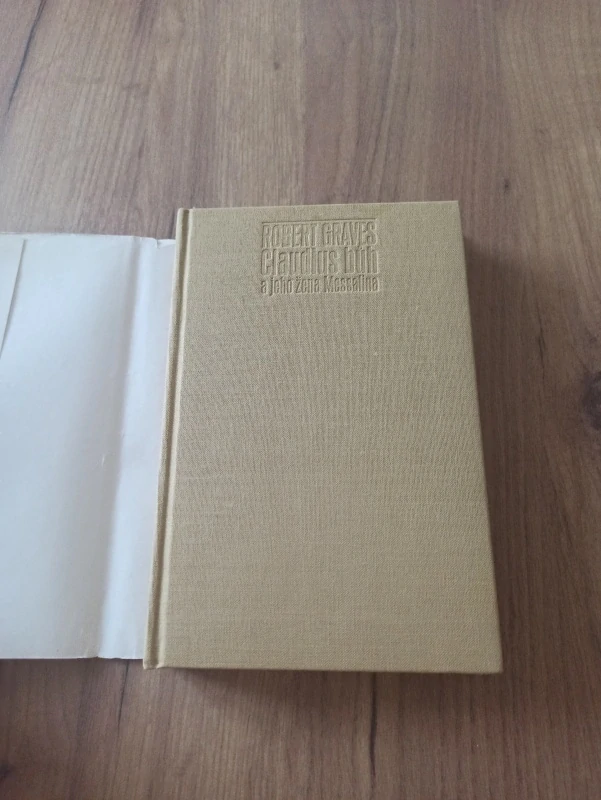 ROBERT GRAVES
Claudius bůh
a jeho žena Messalina